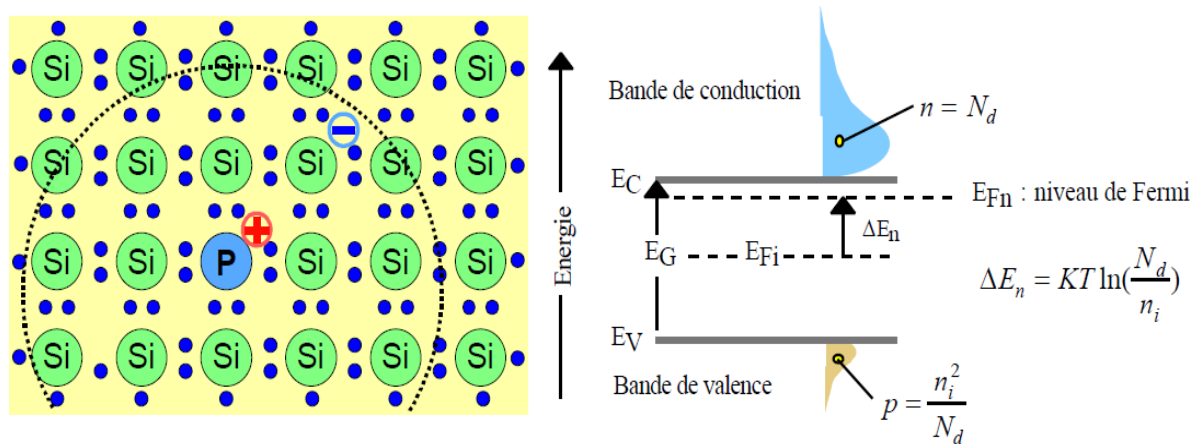 Si Si Si Si Si Si
Si Si Si Si Si Si
Si Si P Si Si Si
Si Si Si Si Si Si
Energie
Bande de conduction
n = N_d
E_C
E_Fn : niveau de Fermi
ΔE_n
E_G
E_Fi
ΔE_n = KT ln(N_d/n_i)
E_V
Bande de valence
p = n_i^2/N_d